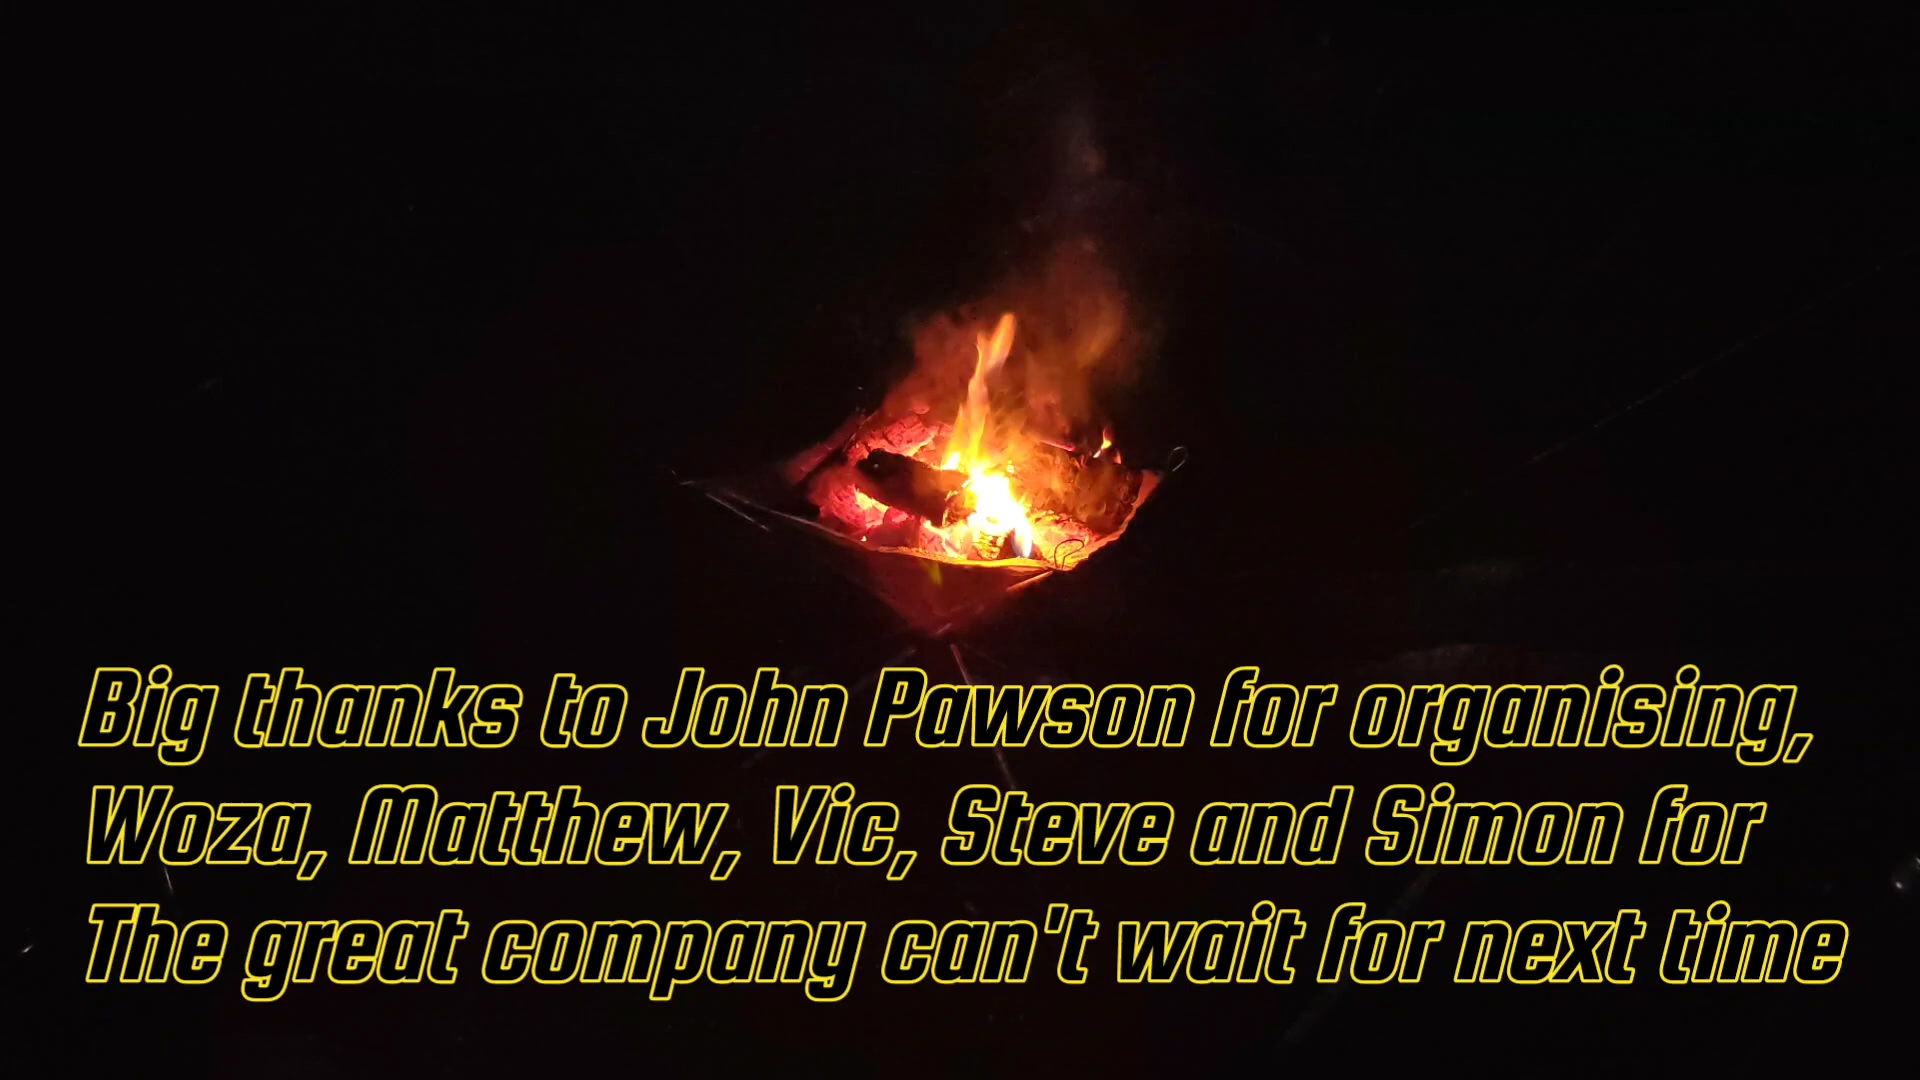 Big thanks to John Pawson for organising,
Woza, Matthew, Vic, Steve and Simon for
The great company can't wait for next time